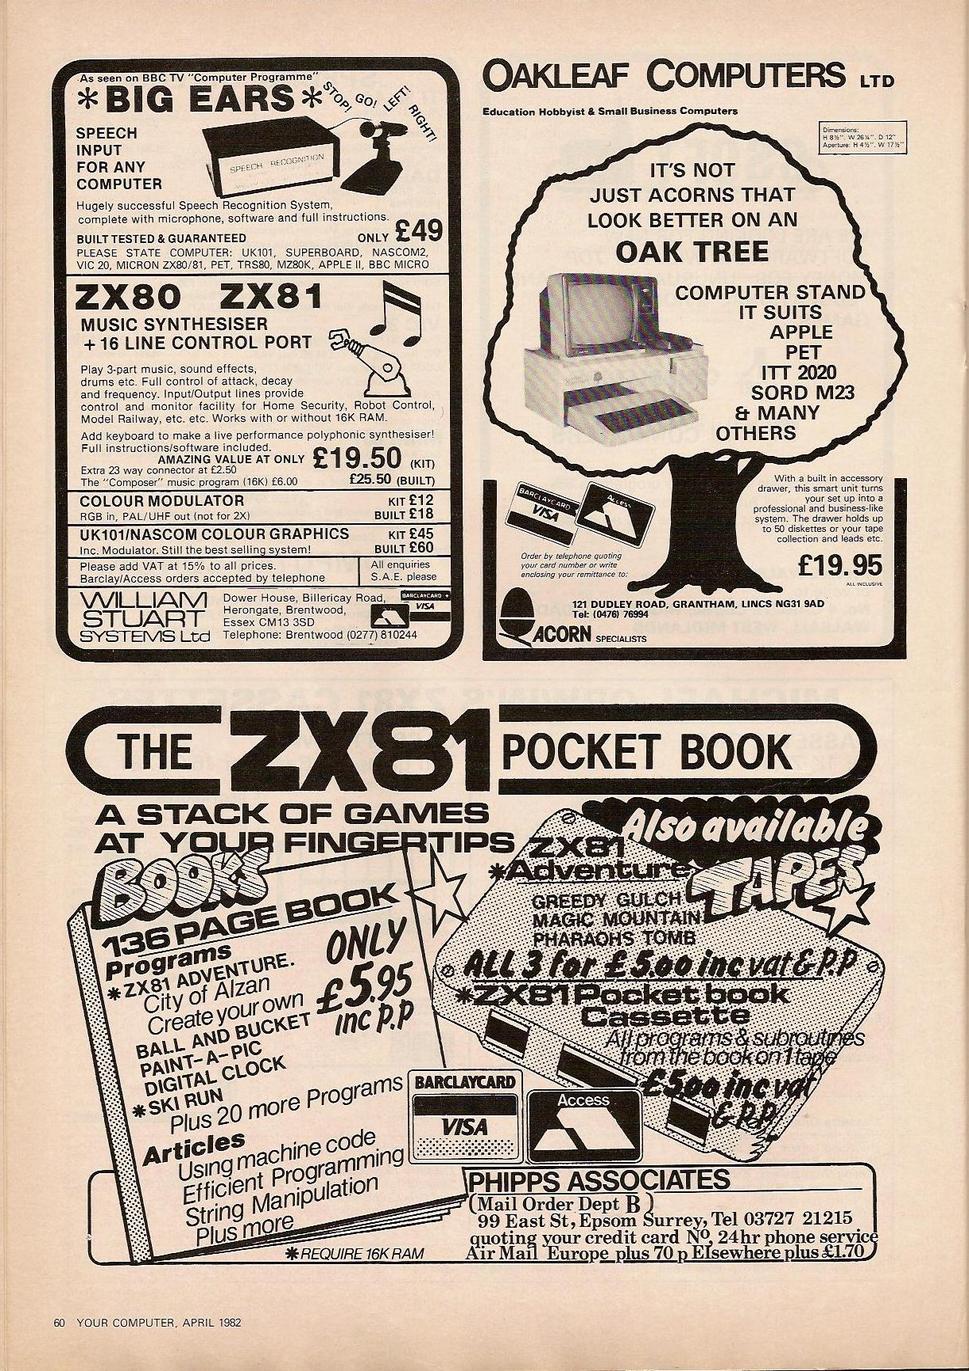 As seen on BBC TV "Computer Programme"
*BIG EARS*
STOP! GO! LEFT! RIGHT!
SPEECH
INPUT
FOR ANY
COMPUTER
SPEECH RECOGNITION
Hugely successful Speech Recognition System,
complete with microphone, software and full instructions.
BUILT TESTED & GUARANTEED ONLY £49
PLEASE STATE COMPUTER: UK101, SUPERBOARD, NASCOM2,
VIC 20, MICRON ZX80/81, PET, TRS80, MZ80K, APPLE II, BBC MICRO
ZX80 ZX81
MUSIC SYNTHESISER
+ 16 LINE CONTROL PORT
Play 3-part music, sound effects,
drums etc. Full control of attack, decay
and frequency. Input/Output lines provide
control and monitor facility for Home Security, Robot Control,
Model Railway, etc. etc. Works with or without 16K RAM.
Add keyboard to make a live performance polyphonic synthesiser!
Full instructions/software included.
AMAZING VALUE AT ONLY £19.50 (KIT)
Extra 23 way connector at £2.50
The "Composer" music program (16K) £6.00 £25.50 (BUILT)
COLOUR MODULATOR KIT £12
RGB in, PAL/UHF out (not for 2X) BUILT £18
UK101/NASCOM COLOUR GRAPHICS KIT £45
Inc. Modulator. Still the best selling system! BUILT £60
Please add VAT at 15% to all prices.
Barclay/Access orders accepted by telephone
All enquiries
S.A.E. please
WILLIAM
STUART
SYSTEMS Ltd
Dower House, Billericay Road,
Herongate, Brentwood,
Essex CM13 3SD
Telephone: Brentwood (0277) 810244
BARCLAYCARD
VISA
OAKLEAF COMPUTERS LTD
Education Hobbyist & Small Business Computers
Dimensions:
H 8½". W 26¼". D 12"
Aperture: H 4½". W 17½"
IT'S NOT
JUST ACORNS THAT
LOOK BETTER ON AN
OAK TREE
COMPUTER STAND
IT SUITS
APPLE
PET
ITT 2020
SORD M23
& MANY
OTHERS
BARCLAYCARD
VISA
Access
With a built in accessory
drawer, this smart unit turns
your set up into a
professional and business-like
system. The drawer holds up
to 50 diskettes or your tape
collection and leads etc.
£19.95
ALL INCLUSIVE
Order by telephone quoting
your card number or write
enclosing your remittance to:
121 DUDLEY ROAD, GRANTHAM, LINCS NG31 9AD
Tel: (0476) 76994
ACORN SPECIALISTS
THE ZX81 POCKET BOOK
A STACK OF GAMES
AT YOUR FINGERTIPS
BOOKS
136 PAGE BOOK
Programs
*ZX81 ADVENTURE.
City of Alzan
Create your own
BALL AND BUCKET
PAINT-A-PIC
DIGITAL CLOCK
*SKI RUN
Plus 20 more Programs
ONLY
£5.95
inc P.P
Articles
Using machine code
Efficient Programming
String Manipulation
Plus more
*REQUIRE 16K RAM
Also available
TAPES
ZX81
*Adventure
GREEDY GULCH
MAGIC MOUNTAIN
PHARAOHS TOMB
ALL 3 for £5.00 inc vat & P.P
*ZX81 Pocket book
Cassette
All programs & subroutines
from the book on 1 tape
£5.00 inc vat
& P.P.
BARCLAYCARD
VISA
Access
PHIPPS ASSOCIATES
(Mail Order Dept B)
99 East St, Epsom Surrey, Tel 03727 21215
quoting your credit card No, 24hr phone service
Air Mail Europe plus 70 p Elsewhere plus £1.70
60 YOUR COMPUTER, APRIL 1982